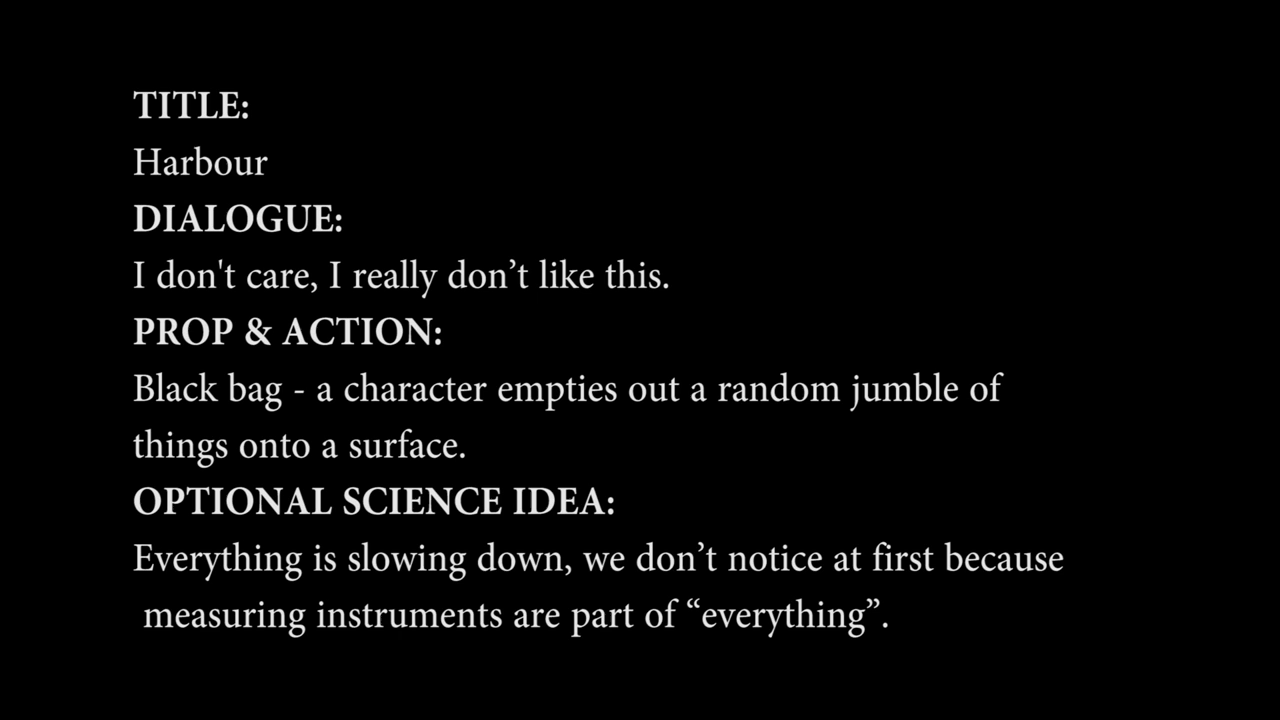 TITLE:
Harbour
DIALOGUE:
I don't care, I really don’t like this.
PROP & ACTION:
Black bag - a character empties out a random jumble of
things onto a surface.
OPTIONAL SCIENCE IDEA:
Everything is slowing down, we don’t notice at first because
measuring instruments are part of “everything”.